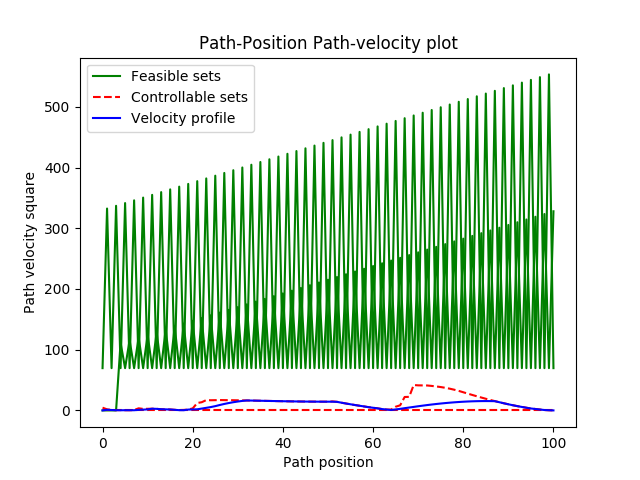 Path-Position Path-velocity plot
Feasible sets
Controllable sets
Velocity profile
Path velocity square
500
400
300
200
100
0
0 20 40 60 80 100
Path position